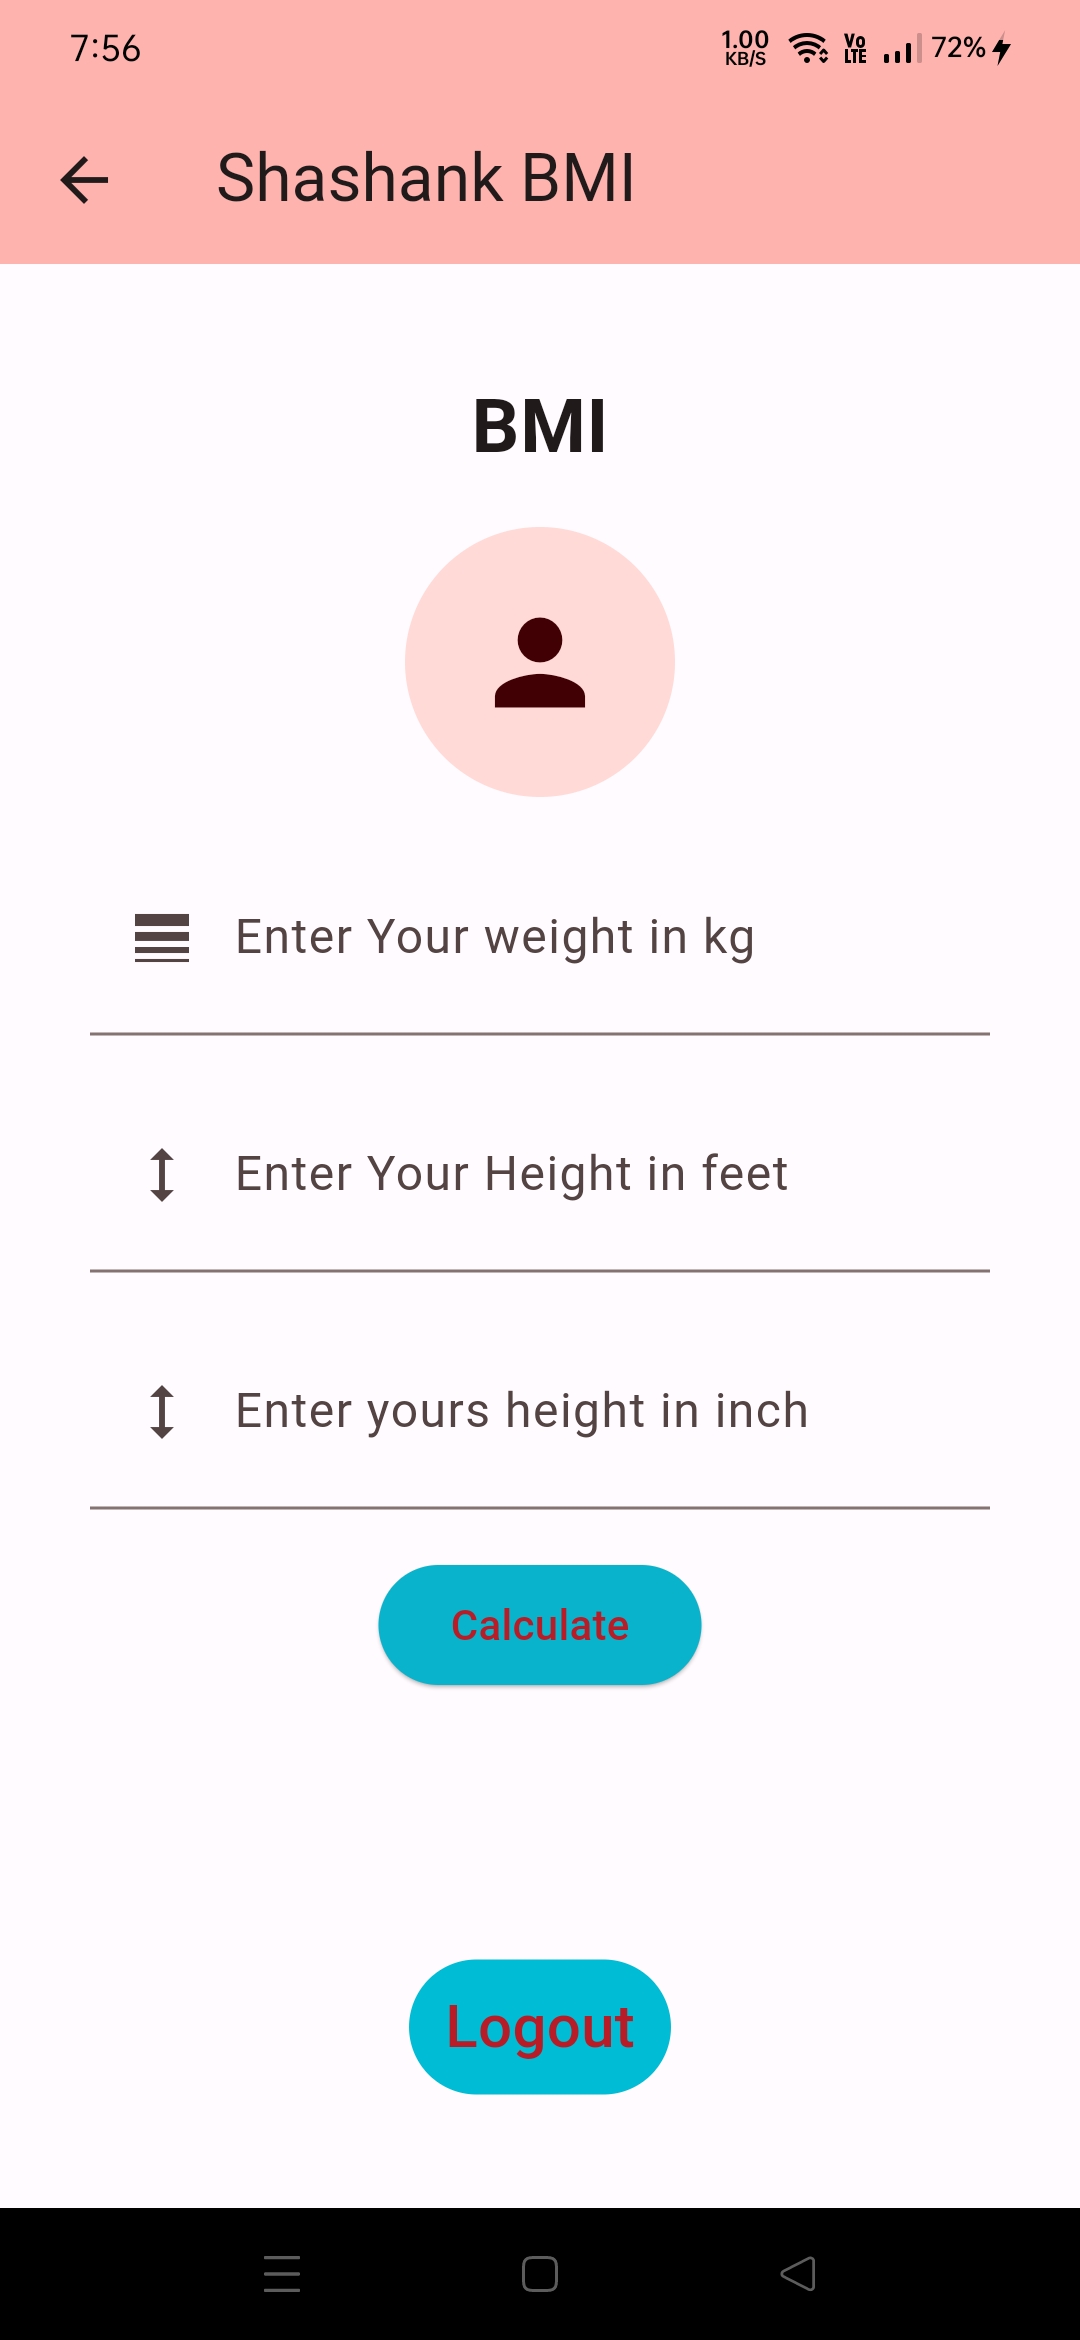 7:56 1.00 KB/S Vo LTE 72%
Shashank BMI
BMI
Enter Your weight in kg
Enter Your Height in feet
Enter yours height in inch
Calculate
Logout